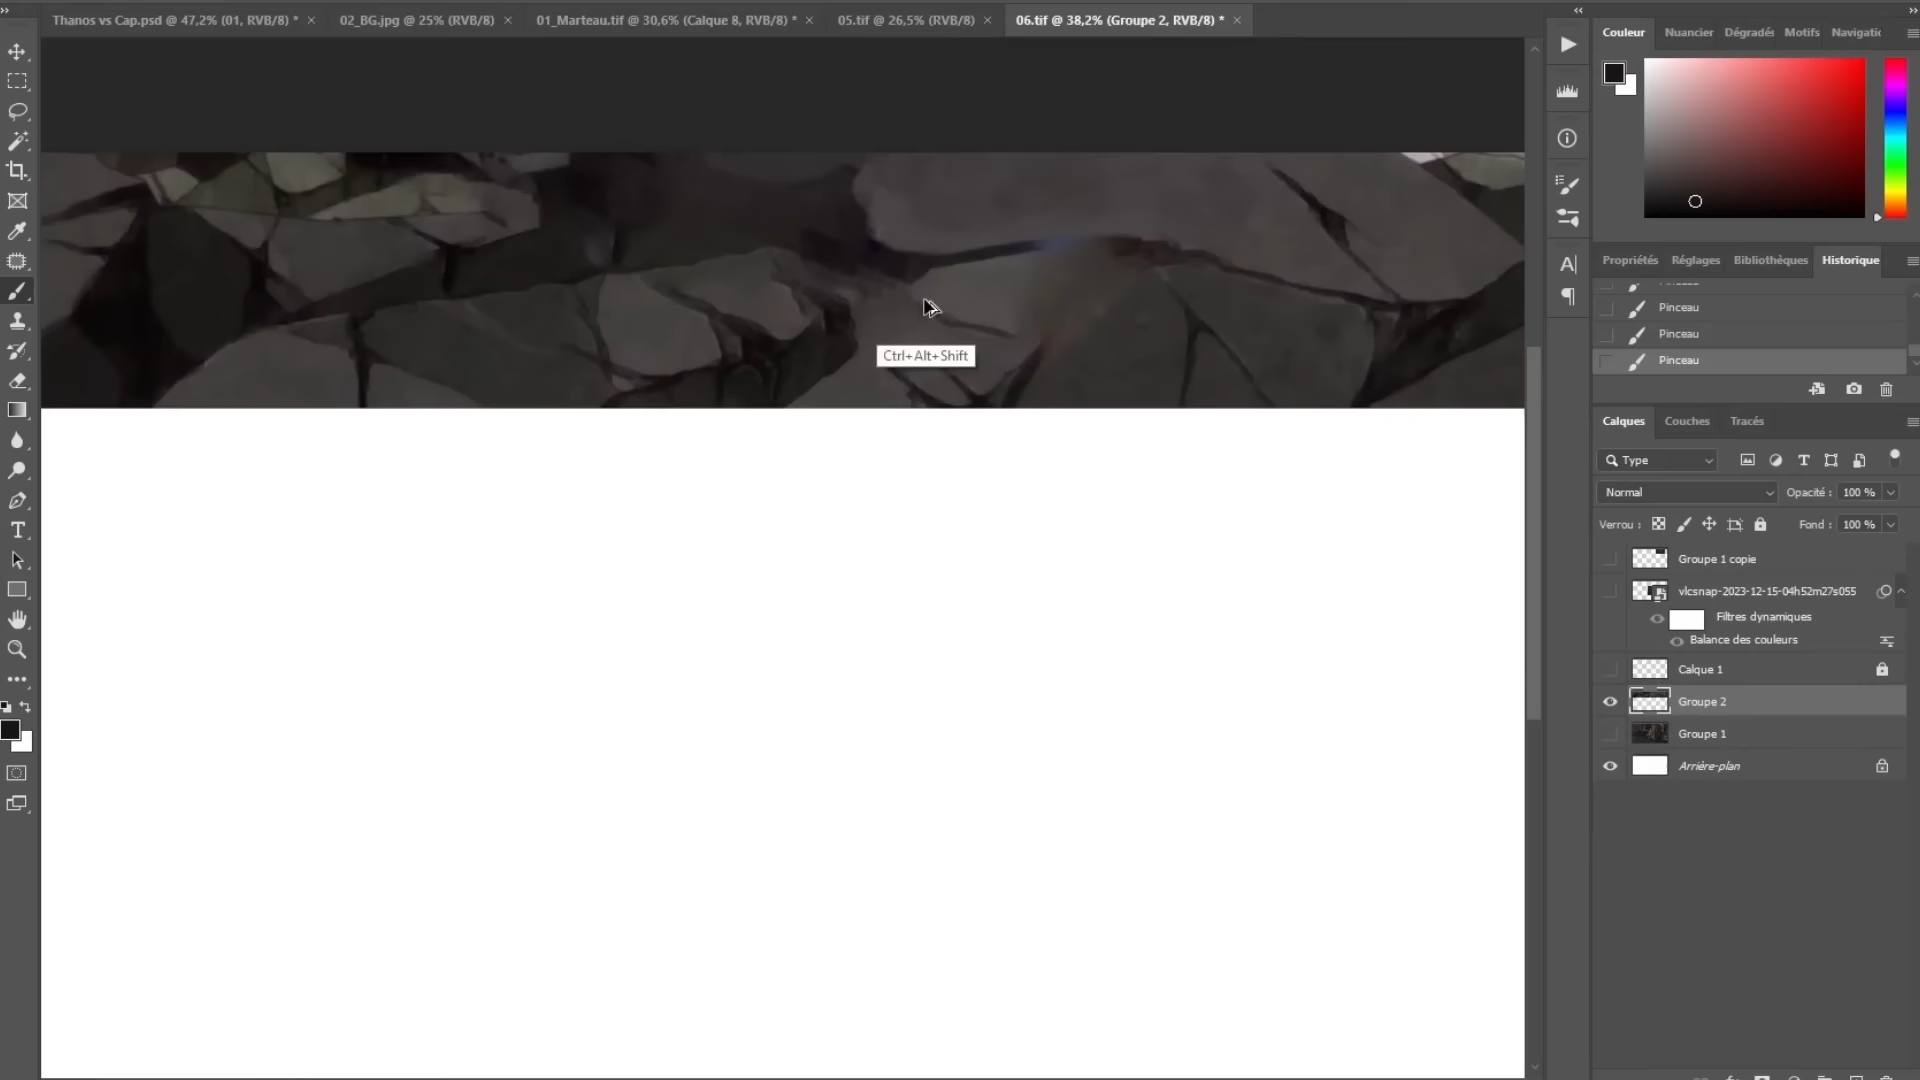 Thanos vs Cap.psd @ 47,2% (01, RVB/8) *
02_BG.jpg @ 25% (RVB/8)
01_Marteau.tif @ 30,6% (Calque 8, RVB/8) *
05.tif @ 26,5% (RVB/8)
06.tif @ 38,2% (Groupe 2, RVB/8) *
Ctrl+Alt+Shift
Couleur Nuancier Dégradés Motifs Navigatic
Propriétés Réglages Bibliothèques Historique
Pinceau
Pinceau
Pinceau
Pinceau
Calques Couches Tracés
Type
Normal Opacité : 100 %
Verrou : Fond : 100 %
Groupe 1 copie
vlcsnap-2023-12-15-04h52m27s055
Filtres dynamiques
Balance des couleurs
Calque 1
Groupe 2
Groupe 1
Arrière-plan